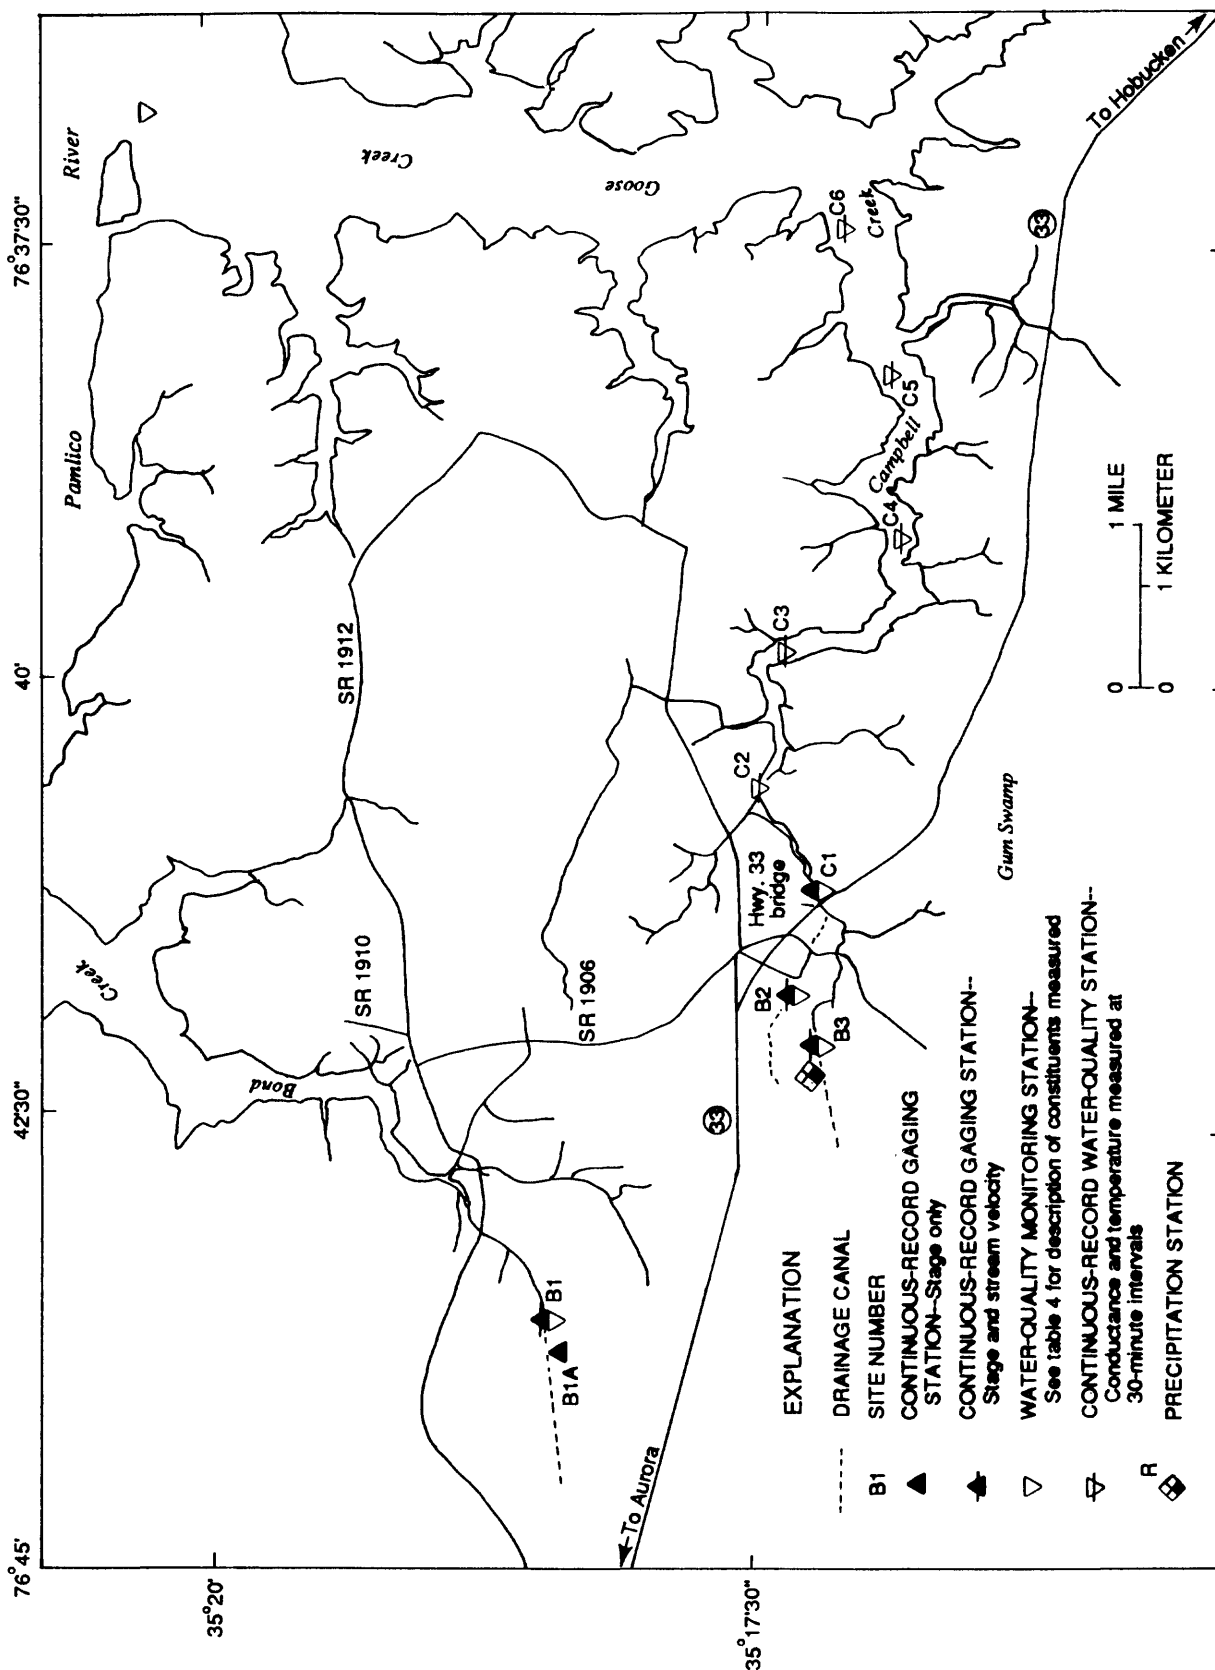 76°45'
42'30"
40'
76°37'30"
35°20'
35°17'30"
Pamlico
River
Creek
Bond
Goose
Creek
SR 1912
SR 1910
SR 1906
B1
B1A
To Aurora
33
Hwy. 33
bridge
B2
B3
C1
C2
C3
C4
C5
C6
Campbell
Creek
33
To Hobucken
Gum Swamp
0
1 MILE
0
1 KILOMETER
EXPLANATION
DRAINAGE CANAL
B1
SITE NUMBER
CONTINUOUS-RECORD GAGING
STATION--Stage only
CONTINUOUS-RECORD GAGING STATION--
Stage and stream velocity
WATER-QUALITY MONITORING STATION--
See table 4 for description of constituents measured
CONTINUOUS-RECORD WATER-QUALITY STATION--
Conductance and temperature measured at
30-minute intervals
R
PRECIPITATION STATION